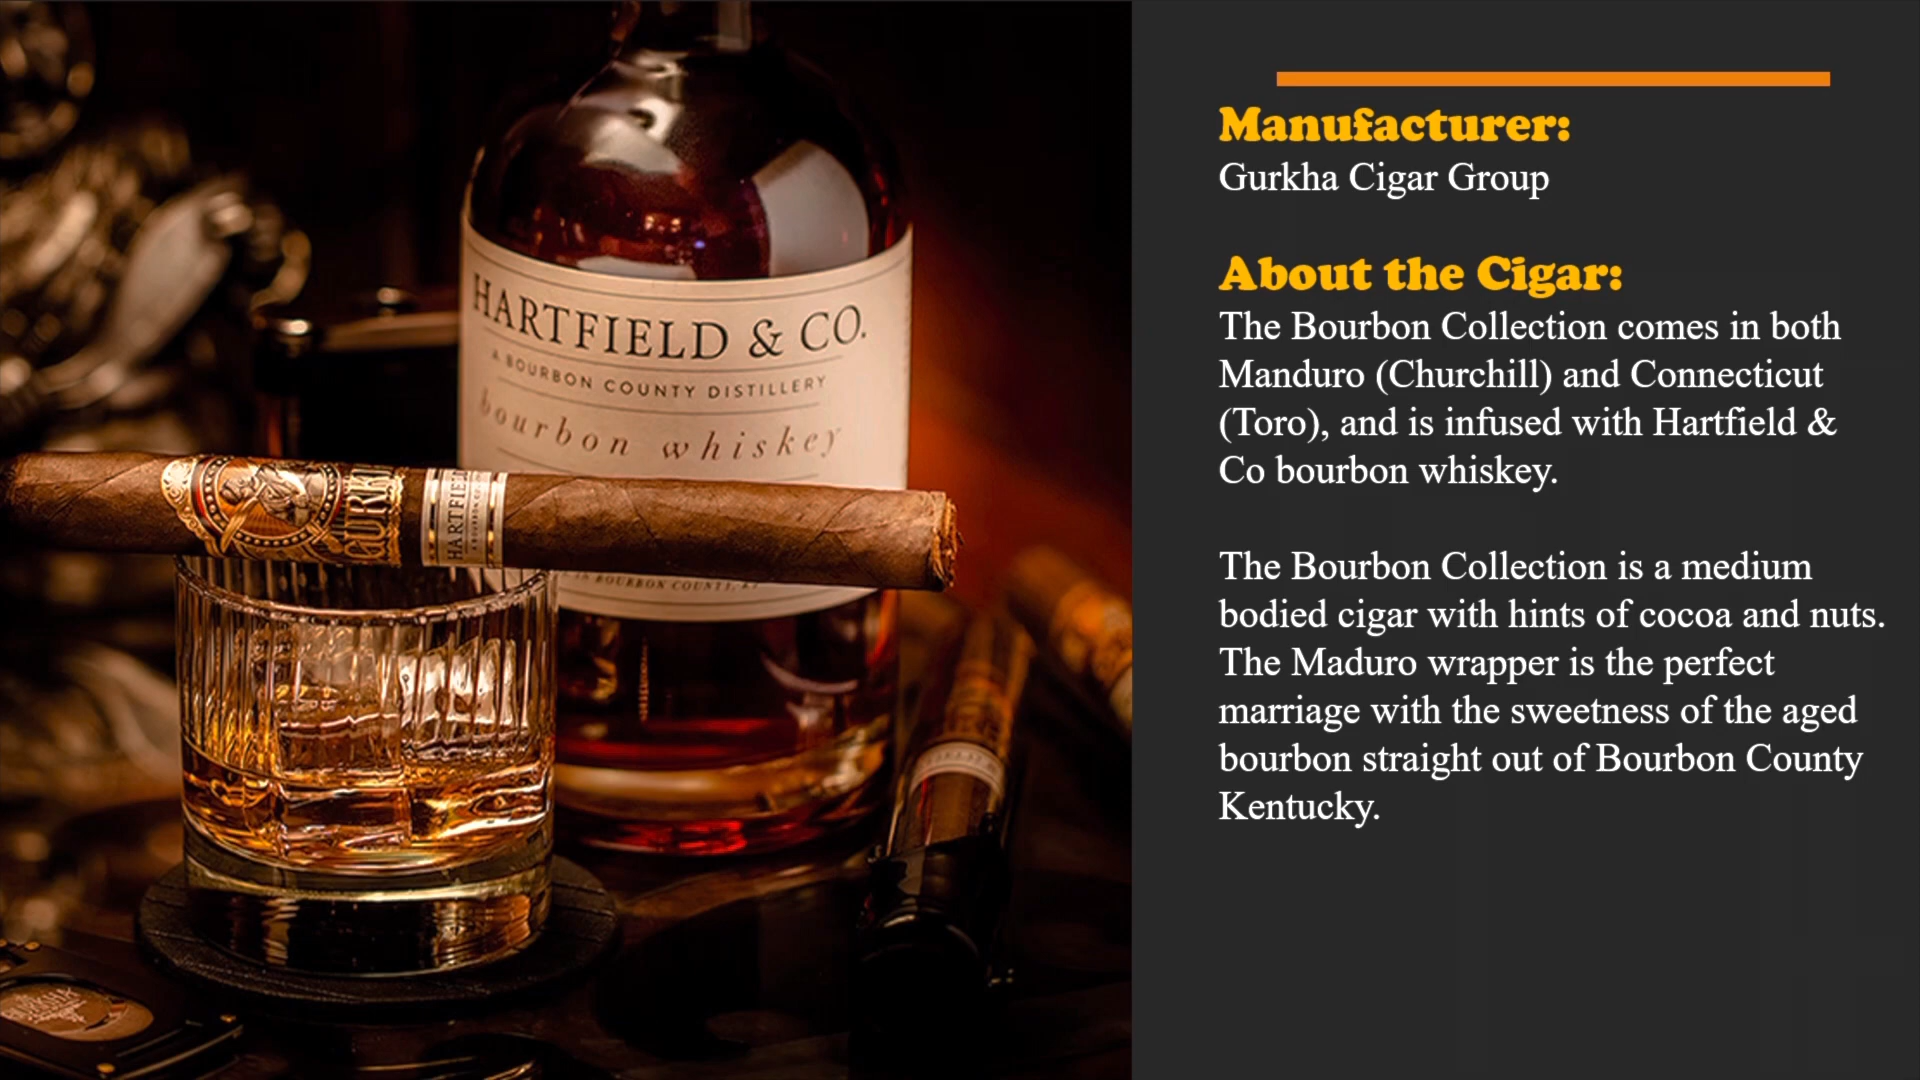 HARTFIELD & CO.
A BOURBON COUNTY DISTILLERY
bourbon whiskey
GURKHA
HARTFIELD
IN BOURBON COUNTY,
Manufacturer:
Gurkha Cigar Group
About the Cigar:
The Bourbon Collection comes in both
Manduro (Churchill) and Connecticut
(Toro), and is infused with Hartfield &
Co bourbon whiskey.
The Bourbon Collection is a medium
bodied cigar with hints of cocoa and nuts.
The Maduro wrapper is the perfect
marriage with the sweetness of the aged
bourbon straight out of Bourbon County
Kentucky.